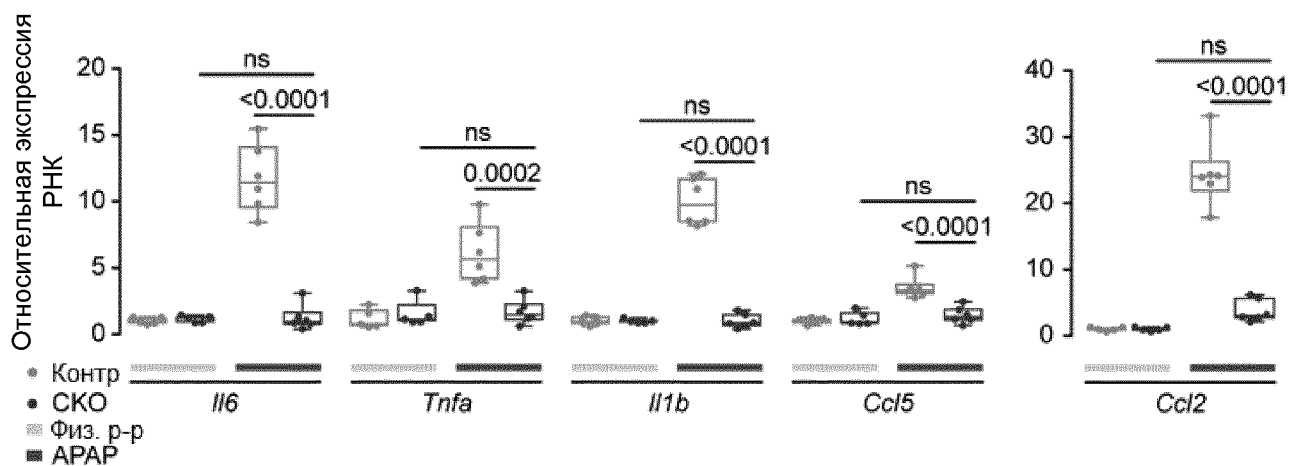 Относительная экспрессия
РНК
20
15
10
5
0
ns
<0.0001
ns
0.0002
ns
<0.0001
ns
<0.0001
40
30
20
10
0
ns
<0.0001
Контр
СКО
Физ. р-р
APAP
Il6
Tnfa
Il1b
Ccl5
Ccl2